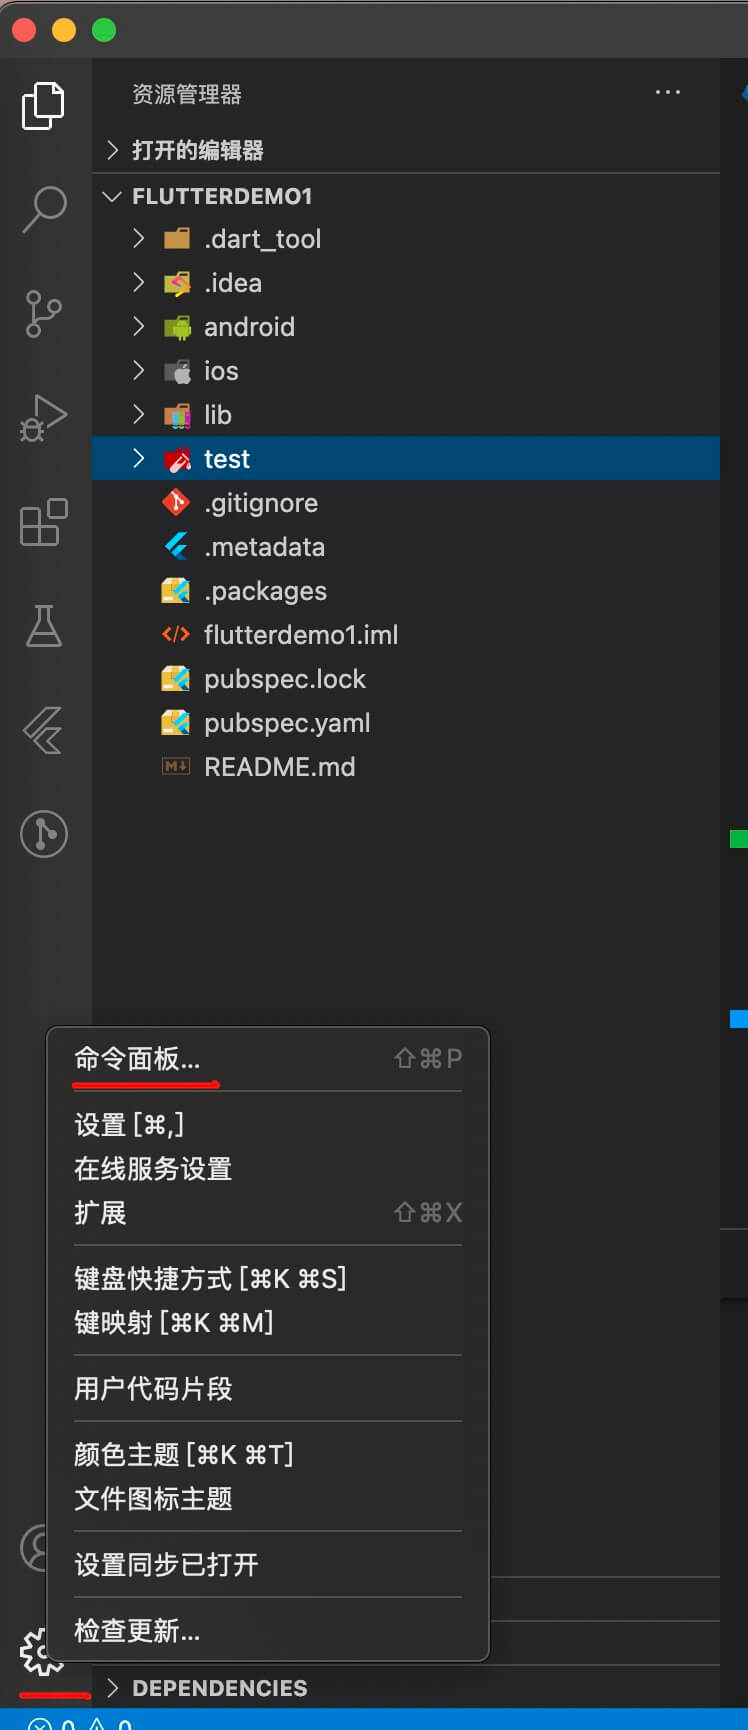 资源管理器
打开的编辑器
FLUTTERDEMO1
.dart_tool
.idea
android
ios
lib
test
.gitignore
.metadata
.packages
flutterdemo1.iml
pubspec.lock
pubspec.yaml
README.md
命令面板... ⇧⌘P
设置 [⌘,]
在线服务设置
扩展 ⇧⌘X
键盘快捷方式 [⌘K ⌘S]
键映射 [⌘K ⌘M]
用户代码片段
颜色主题 [⌘K ⌘T]
文件图标主题
设置同步已打开
检查更新...
DEPENDENCIES
0 0